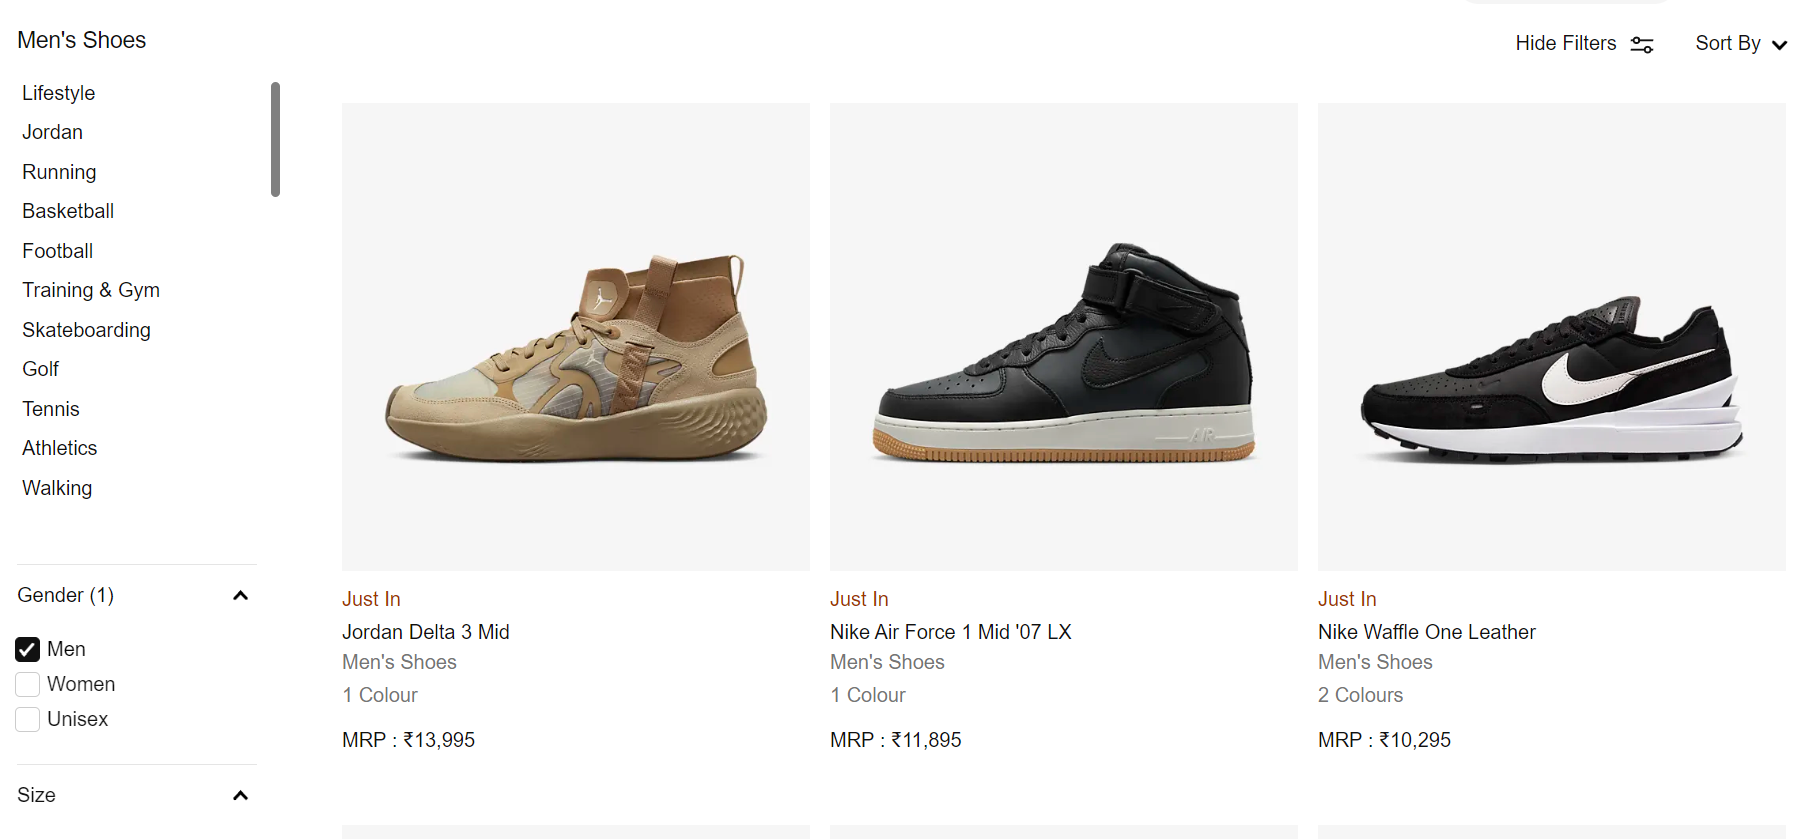 Men's Shoes
Hide Filters
Sort By
Lifestyle
Jordan
Running
Basketball
Football
Training & Gym
Skateboarding
Golf
Tennis
Athletics
Walking
Gender (1)
Men
Women
Unisex
Size
AIR
Just In
Jordan Delta 3 Mid
Men's Shoes
1 Colour
MRP : ₹13,995
Just In
Nike Air Force 1 Mid '07 LX
Men's Shoes
1 Colour
MRP : ₹11,895
Just In
Nike Waffle One Leather
Men's Shoes
2 Colours
MRP : ₹10,295